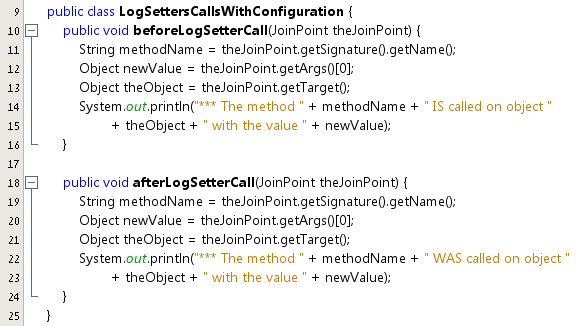 9 public class LogSettersCallsWithConfiguration {
10 public void beforeLogSetterCall(JoinPoint theJoinPoint) {
11 String methodName = theJoinPoint.getSignature().getName();
12 Object newValue = theJoinPoint.getArgs()[0];
13 Object theObject = theJoinPoint.getTarget();
14 System.out.println("*** The method " + methodName + " IS called on object "
15 + theObject + " with the value " + newValue);
16 }
17
18 public void afterLogSetterCall(JoinPoint theJoinPoint) {
19 String methodName = theJoinPoint.getSignature().getName();
20 Object newValue = theJoinPoint.getArgs()[0];
21 Object theObject = theJoinPoint.getTarget();
22 System.out.println("*** The method " + methodName + " WAS called on object "
23 + theObject + " with the value " + newValue);
24 }
25 }